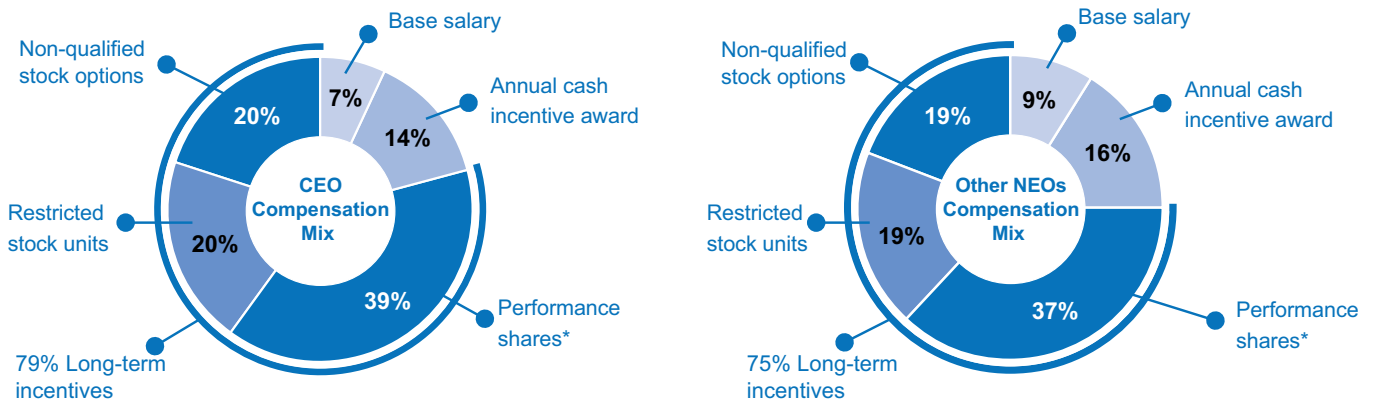 Base salary
Non-qualified
stock options
7%
20%
Annual cash
incentive award
14%
CEO
Compensation
Mix
Restricted
stock units
20%
39%
Performance
shares*
79% Long-term
incentives
Base salary
Non-qualified
stock options
9%
19%
Annual cash
incentive award
16%
Other NEOs
Compensation
Mix
Restricted
stock units
19%
37%
Performance
shares*
75% Long-term
incentives